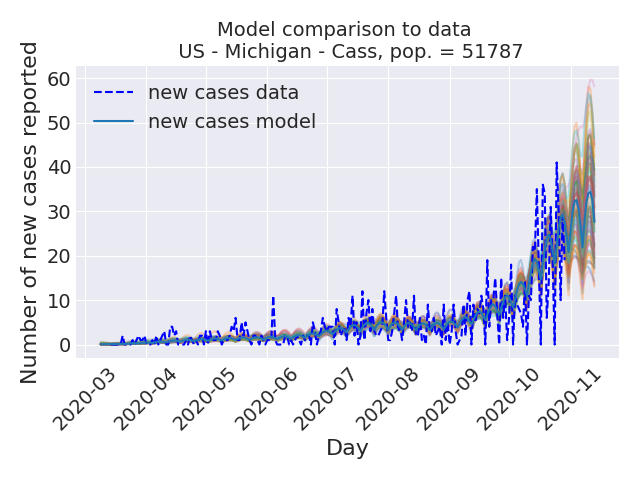 Model comparison to data
US - Michigan - Cass, pop. = 51787
Number of new cases reported
60
50
40
30
20
10
0
new cases data
new cases model
2020-03
2020-04
2020-05
2020-06
2020-07
2020-08
2020-09
2020-10
2020-11
Day